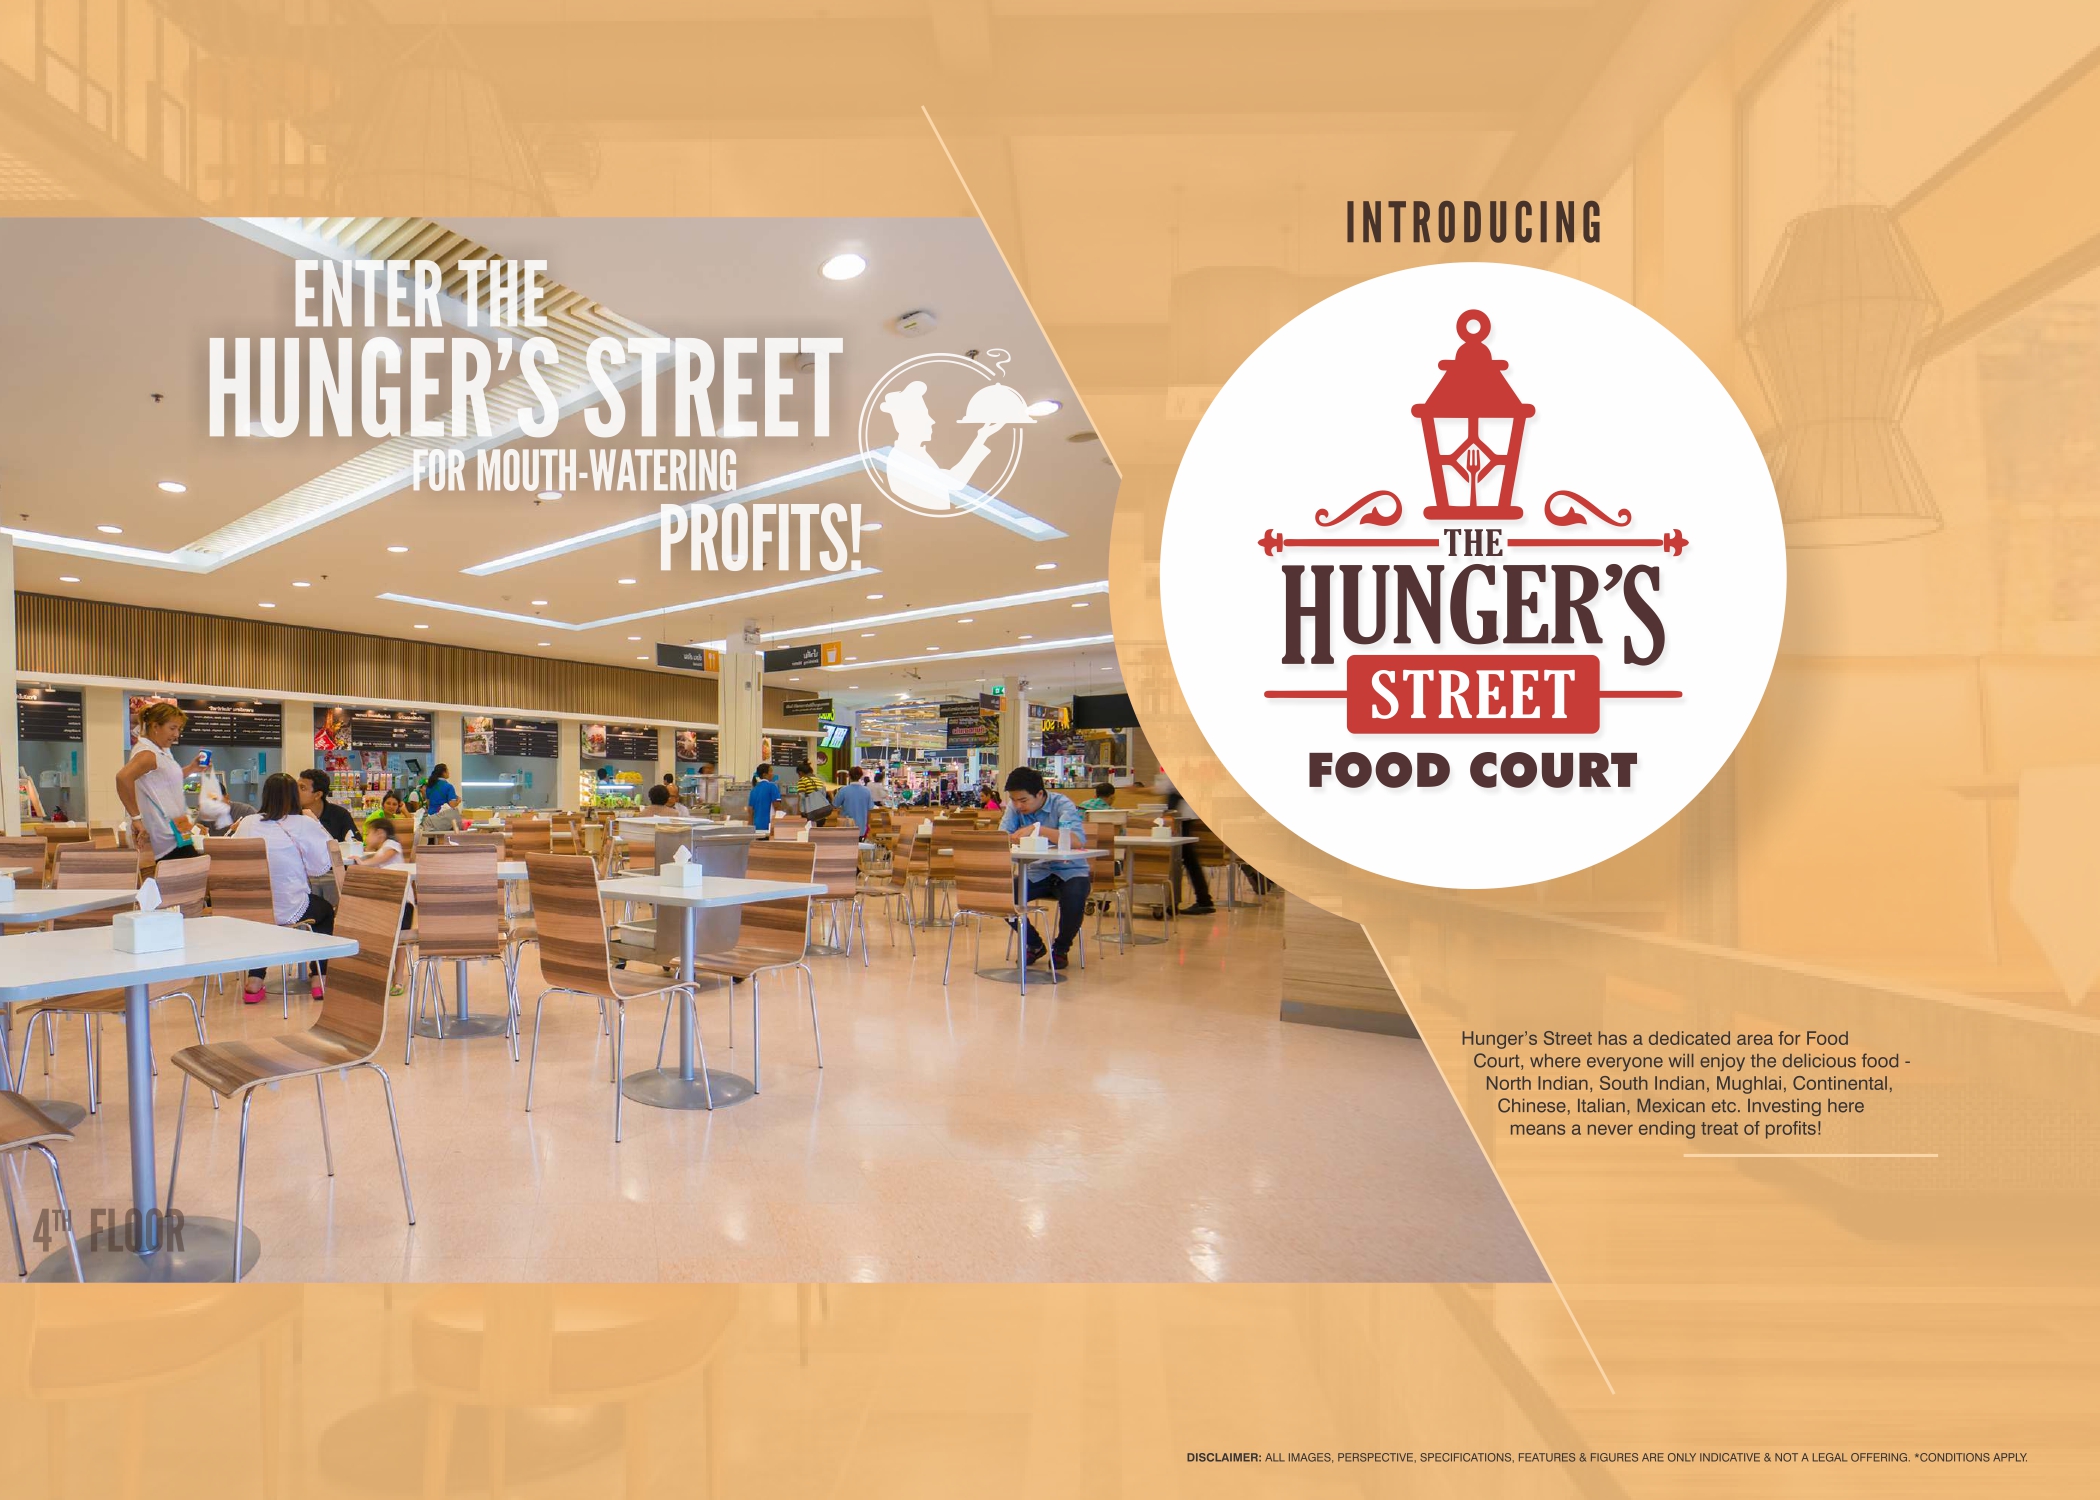 ENTER THE
HUNGER'S STREET
FOR MOUTH-WATERING
PROFITS!
4TH FLOOR
INTRODUCING
THE
HUNGER'S
STREET
FOOD COURT
Hunger's Street has a dedicated area for Food
Court, where everyone will enjoy the delicious food -
North Indian, South Indian, Mughlai, Continental,
Chinese, Italian, Mexican etc. Investing here
means a never ending treat of profits!
DISCLAIMER: ALL IMAGES, PERSPECTIVE, SPECIFICATIONS, FEATURES & FIGURES ARE ONLY INDICATIVE & NOT A LEGAL OFFERING. *CONDITIONS APPLY.